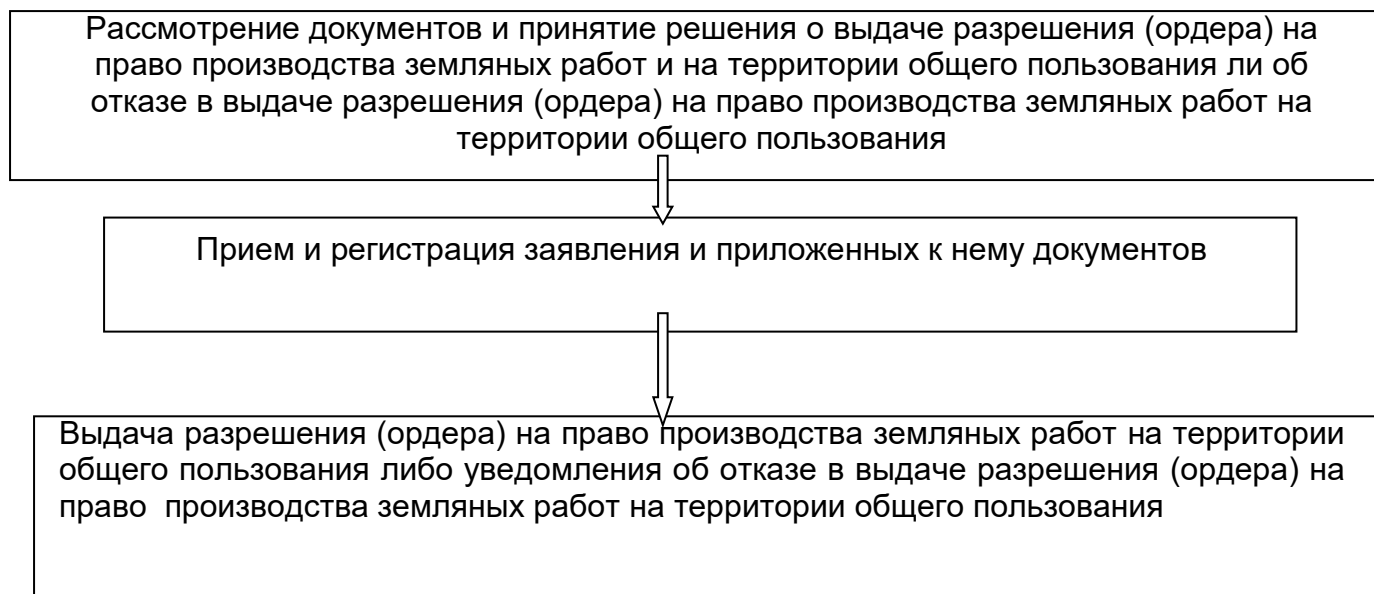 Рассмотрение документов и принятие решения о выдаче разрешения (ордера) на
право производства земляных работ и на территории общего пользования ли об
отказе в выдаче разрешения (ордера) на право производства земляных работ на
территории общего пользования
Прием и регистрация заявления и приложенных к нему документов
Выдача разрешения (ордера) на право производства земляных работ на территории
общего пользования либо уведомления об отказе в выдаче разрешения (ордера) на
право производства земляных работ на территории общего пользования